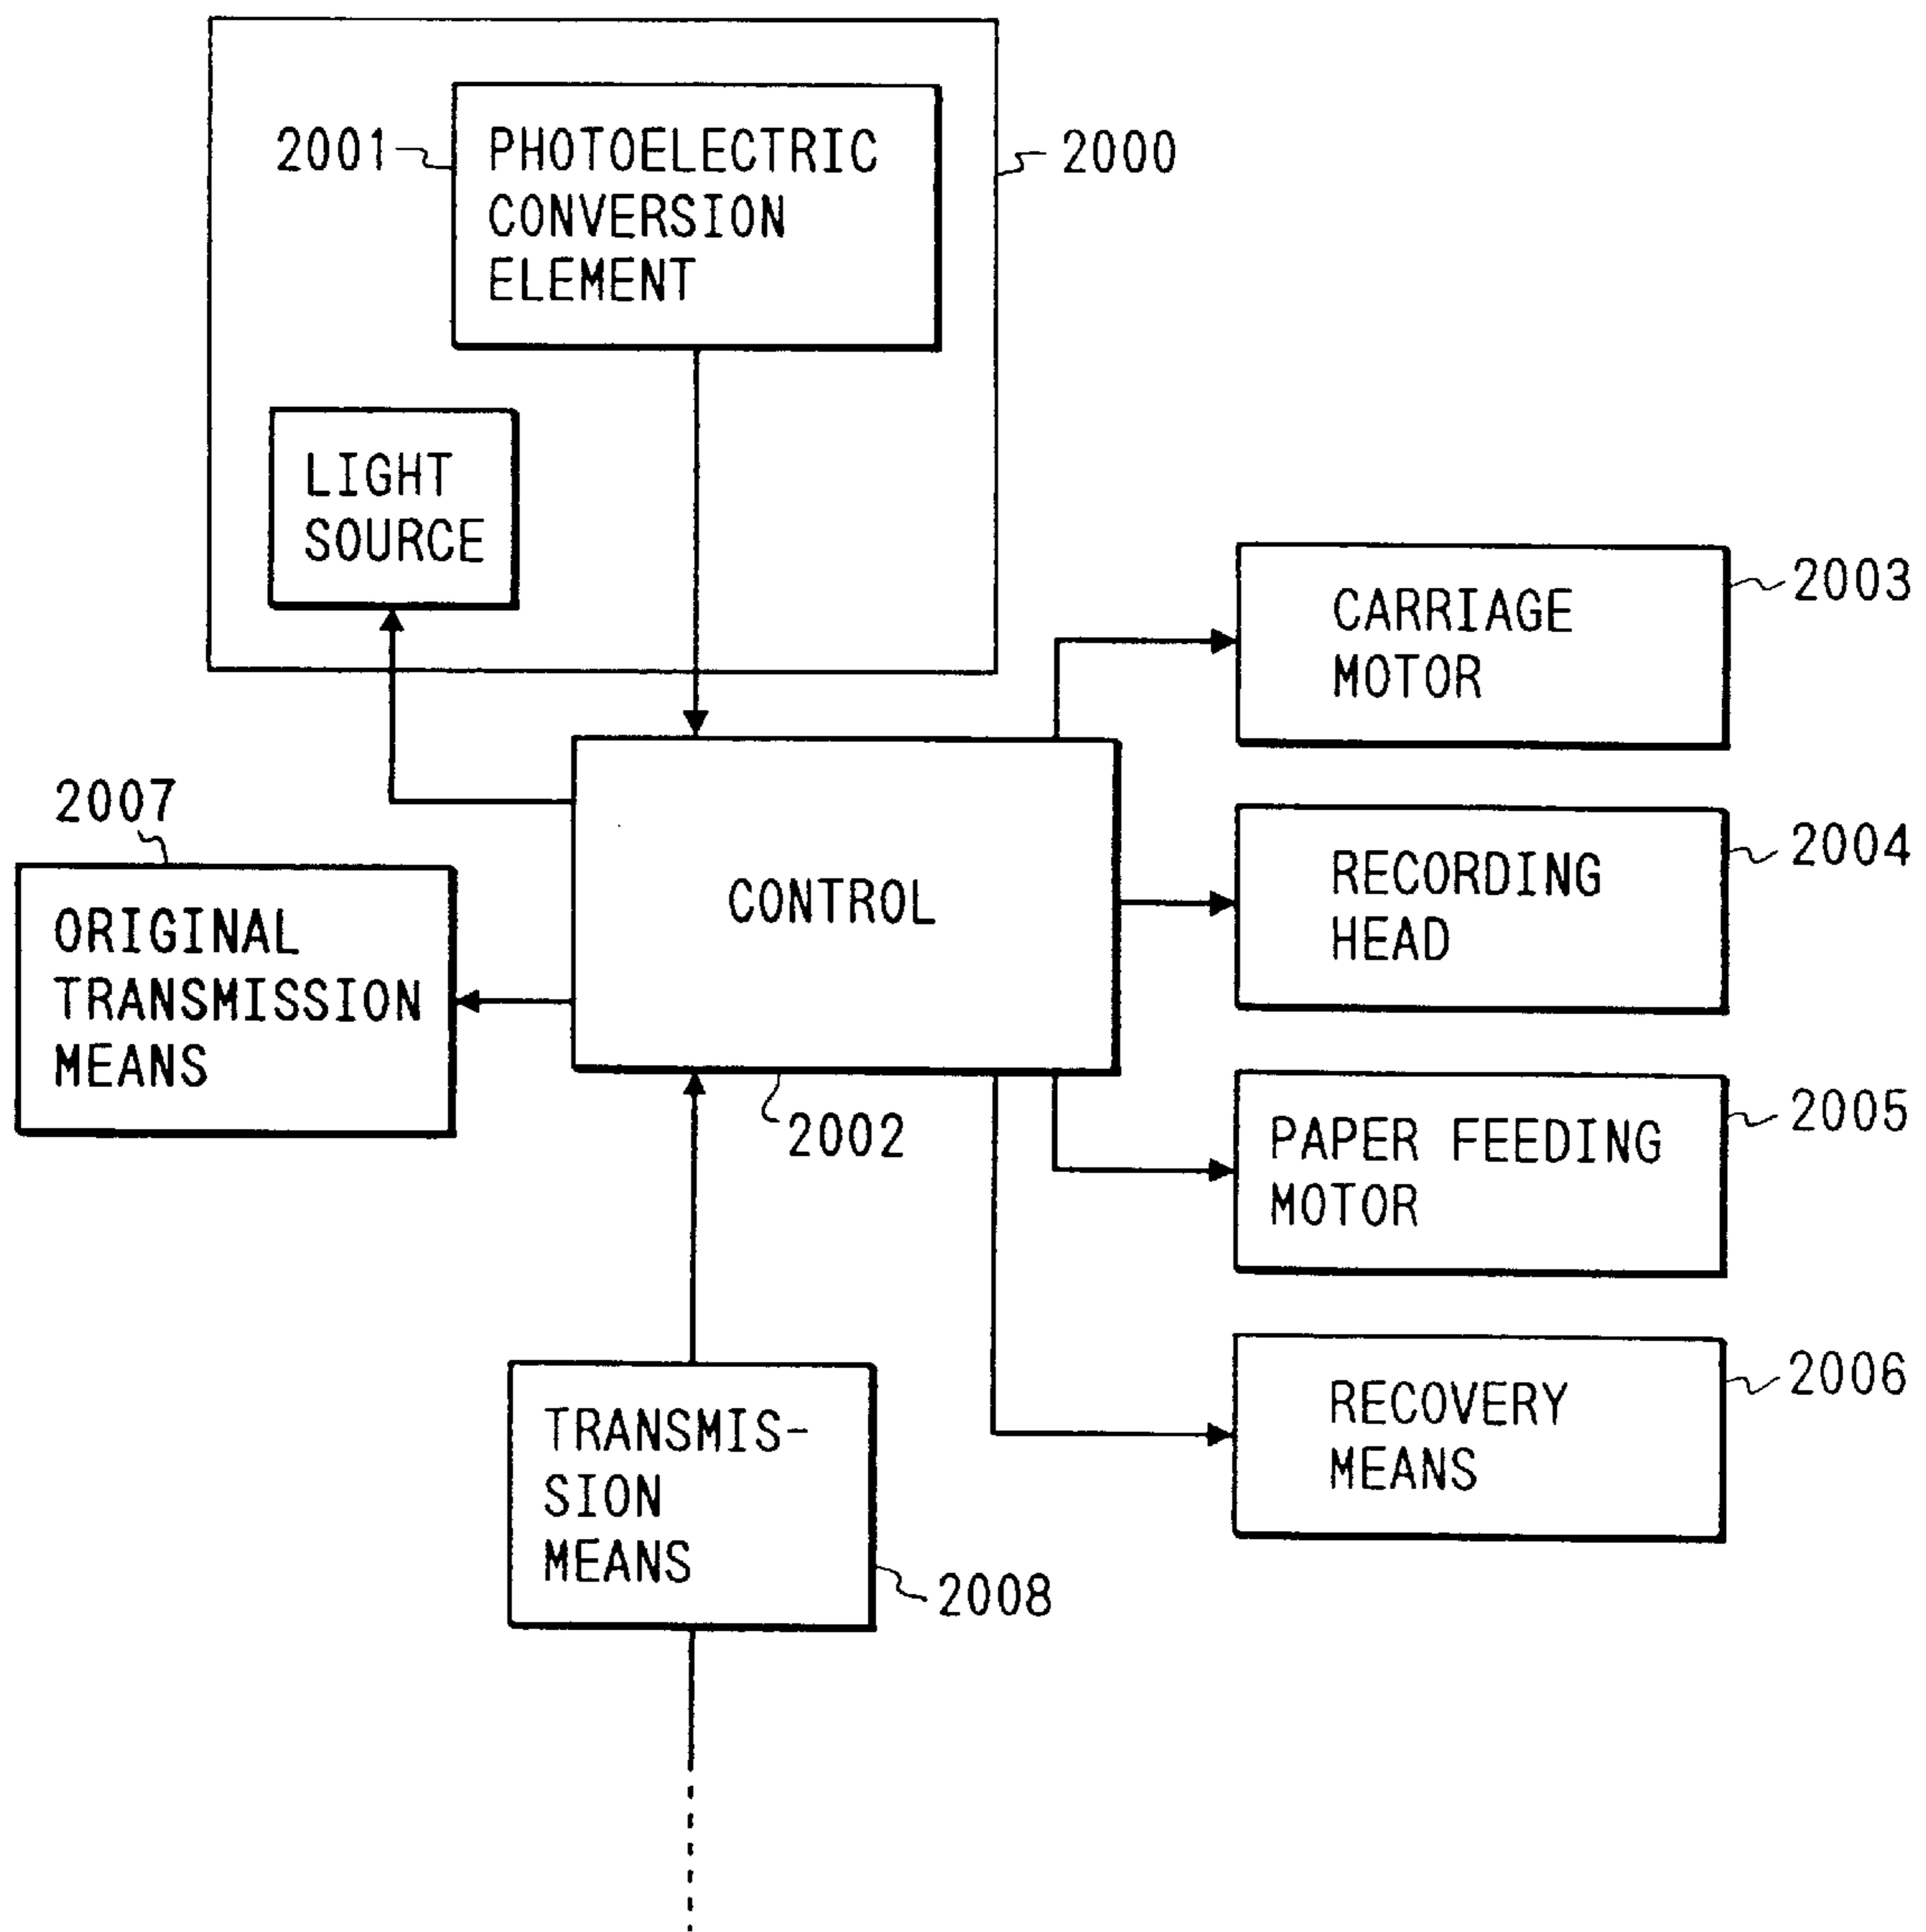 2001
PHOTOELECTRIC
CONVERSION
ELEMENT
2000
LIGHT
SOURCE
CARRIAGE
MOTOR
2003
2007
ORIGINAL
TRANSMISSION
MEANS
CONTROL
2002
RECORDING
HEAD
2004
PAPER FEEDING
MOTOR
2005
TRANSMIS-
SION
MEANS
2008
RECOVERY
MEANS
2006